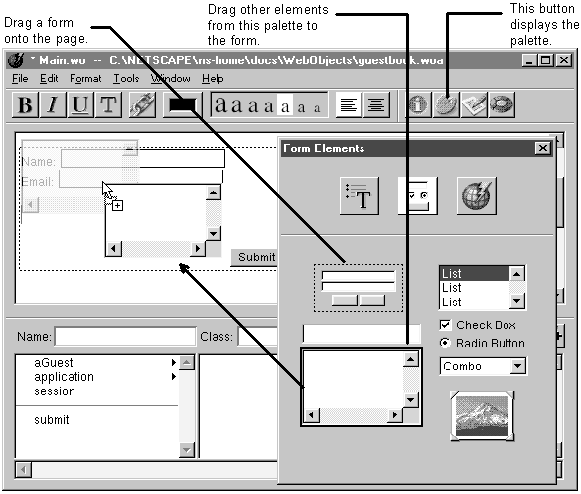 Drag a form
onto the page.
Drag other elements
from this palette to
the form.
This button
displays the
palette.
* Main.wo -- C:\NETSCAPE\ns-home\docs\WebObjects\guestbook.woa
File Edit Format Tools Window Help
B I U T a a a a a a a
Name:
Email:
Submit
Form Elements
T
List
List
List
Check Box
Radio Button
Combo
Name: Class:
aGuest
application
session
submit